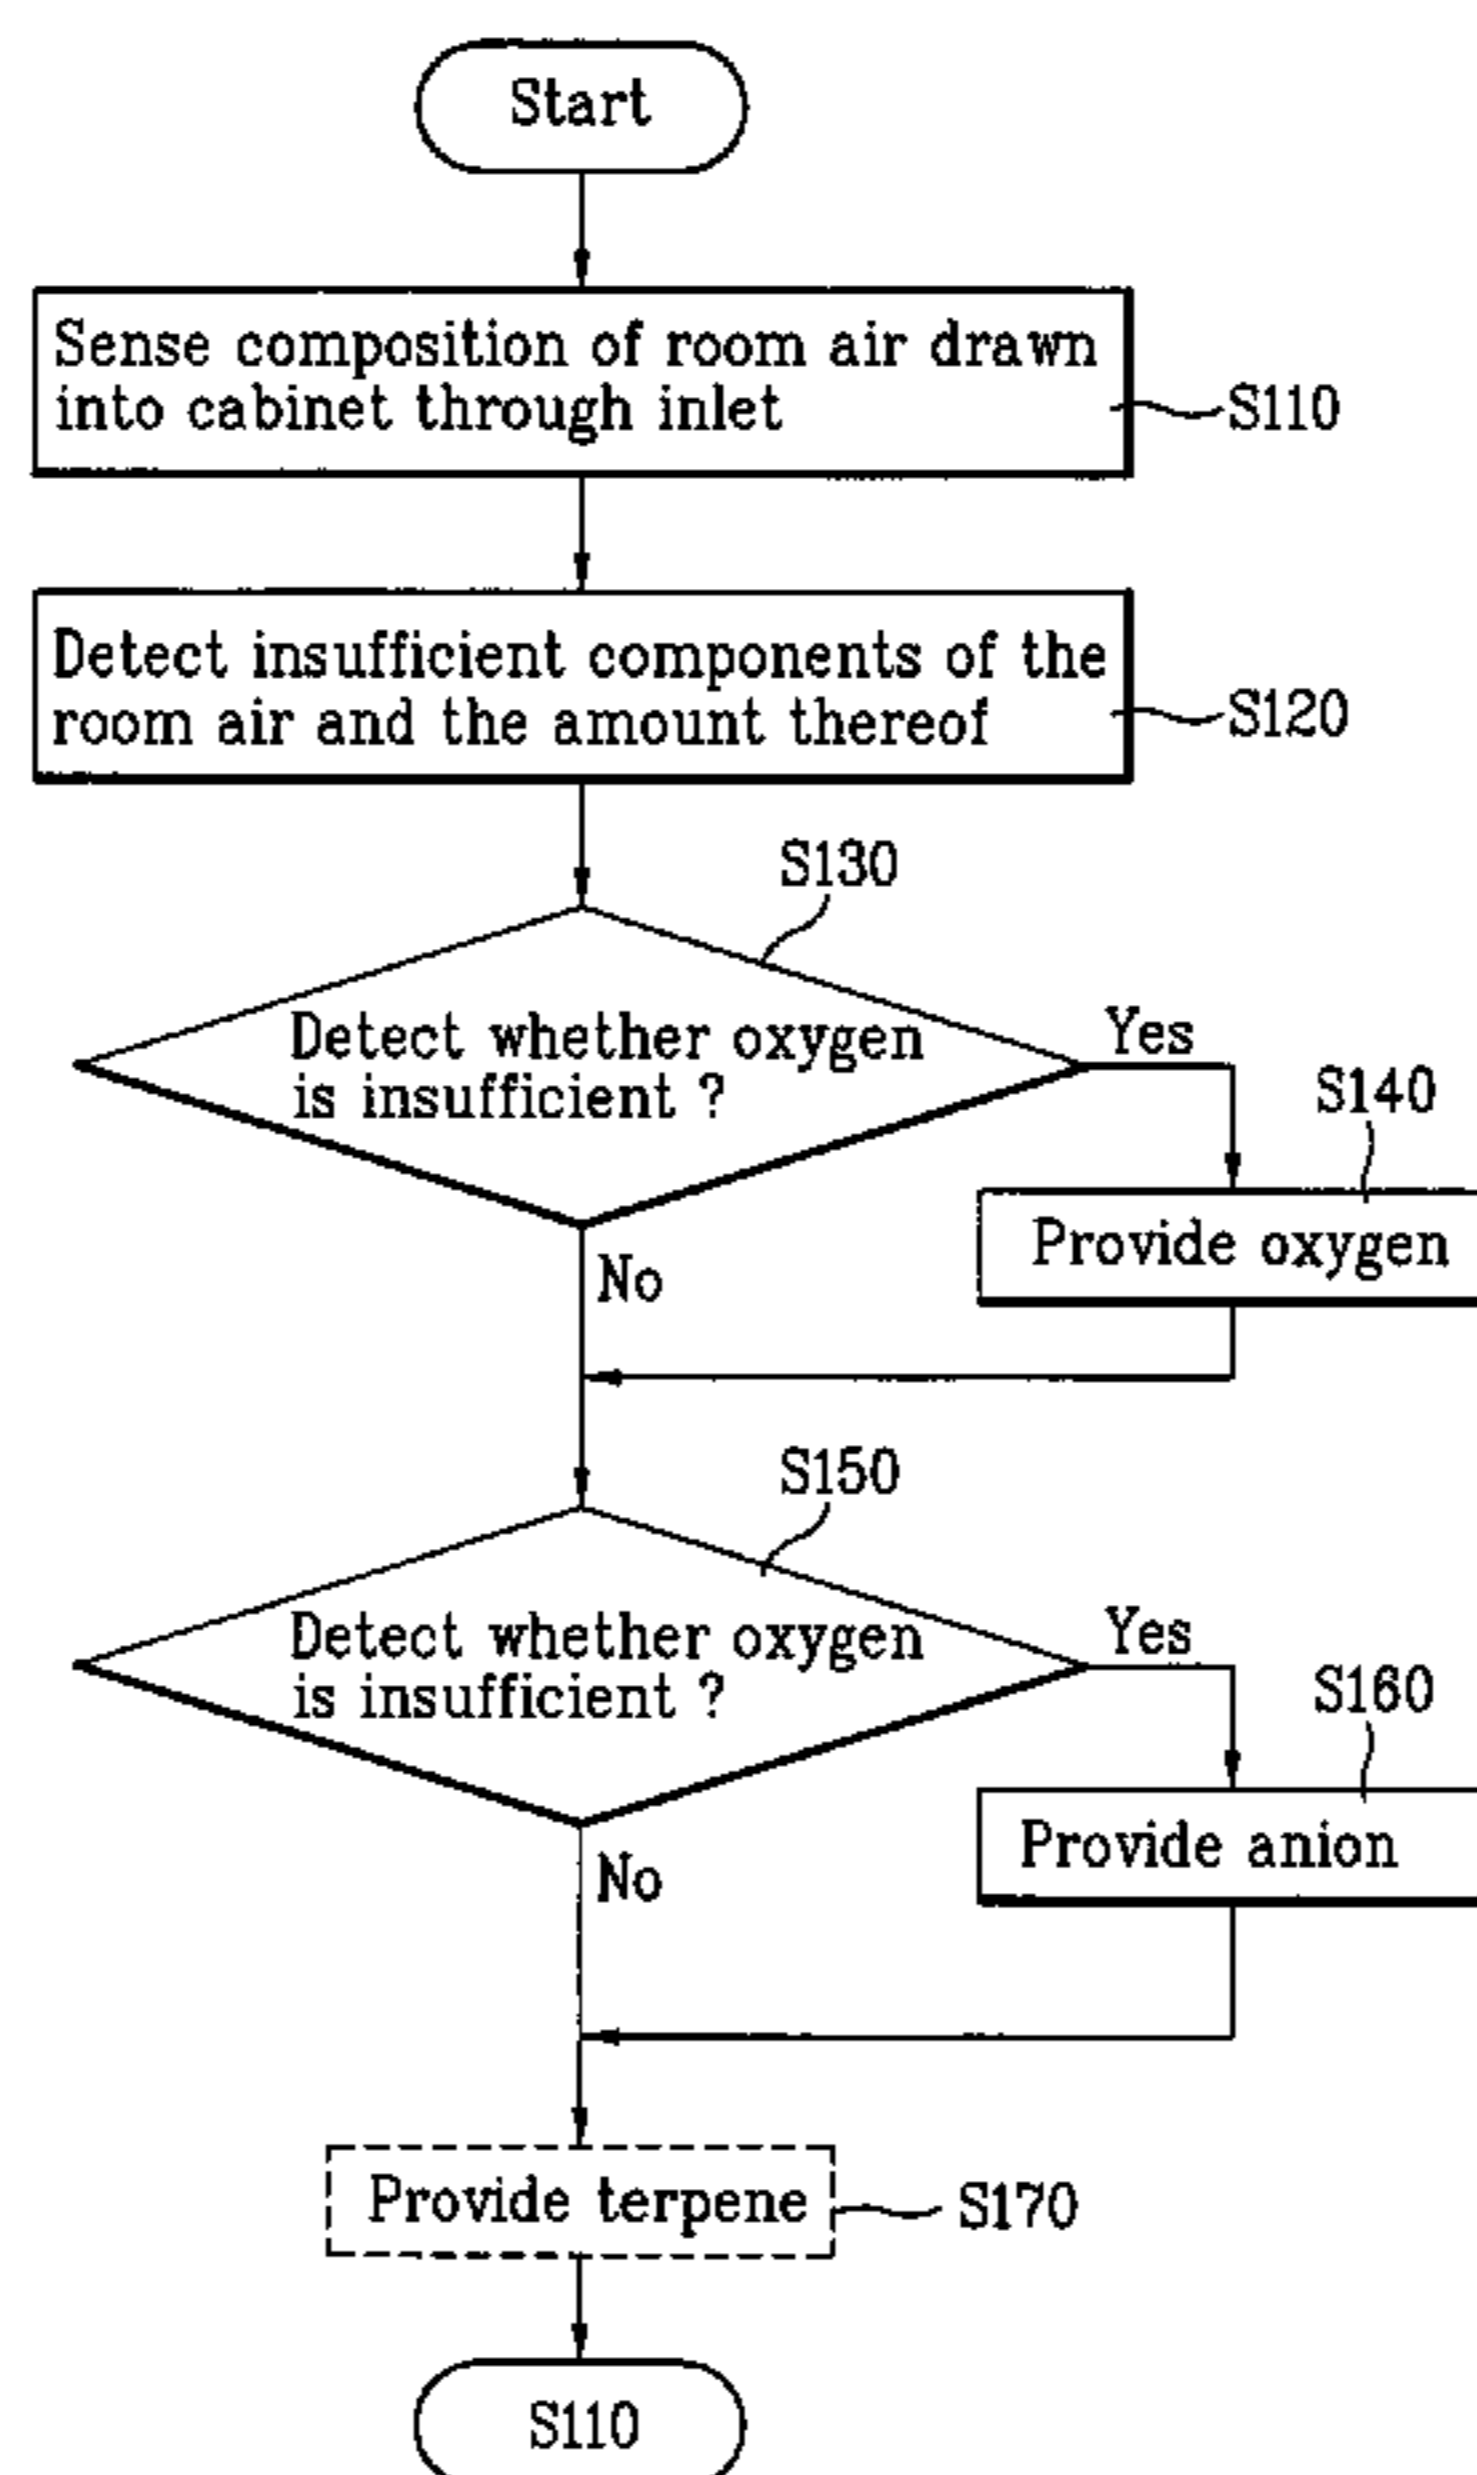 Start
Sense composition of room air drawn
into cabinet through inlet
S110
Detect insufficient components of the
room air and the amount thereof
S120
S130
Detect whether oxygen
is insufficient ?
Yes
S140
Provide oxygen
No
S150
Detect whether oxygen
is insufficient ?
Yes
S160
Provide anion
No
Provide terpene
S170
S110